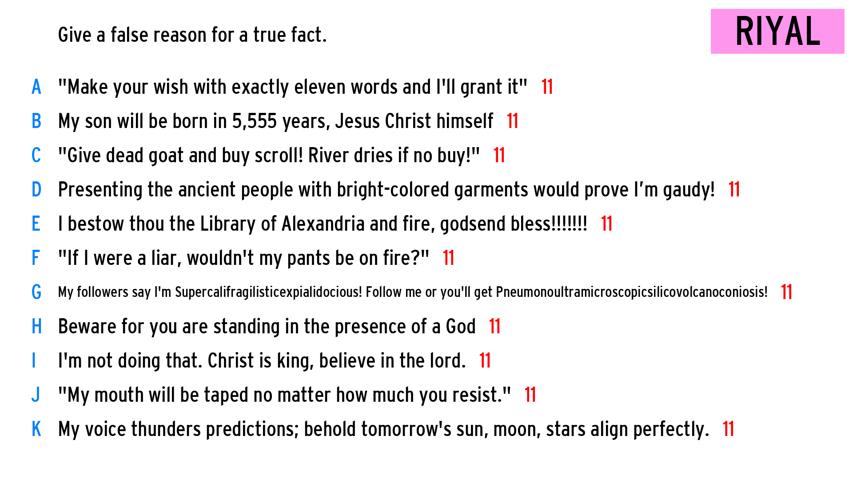 Give a false reason for a true fact.
RIYAL
A "Make your wish with exactly eleven words and I'll grant it" 11
B My son will be born in 5,555 years, Jesus Christ himself 11
C "Give dead goat and buy scroll! River dries if no buy!" 11
D Presenting the ancient people with bright-colored garments would prove I’m gaudy! 11
E I bestow thou the Library of Alexandria and fire, godsend bless!!!!!!! 11
F "If I were a liar, wouldn't my pants be on fire?" 11
G My followers say I'm Supercalifragilisticexpialidocious! Follow me or you'll get Pneumonoultramicroscopicsilicovolcanoconiosis! 11
H Beware for you are standing in the presence of a God 11
I I'm not doing that. Christ is king, believe in the lord. 11
J "My mouth will be taped no matter how much you resist." 11
K My voice thunders predictions; behold tomorrow's sun, moon, stars align perfectly. 11